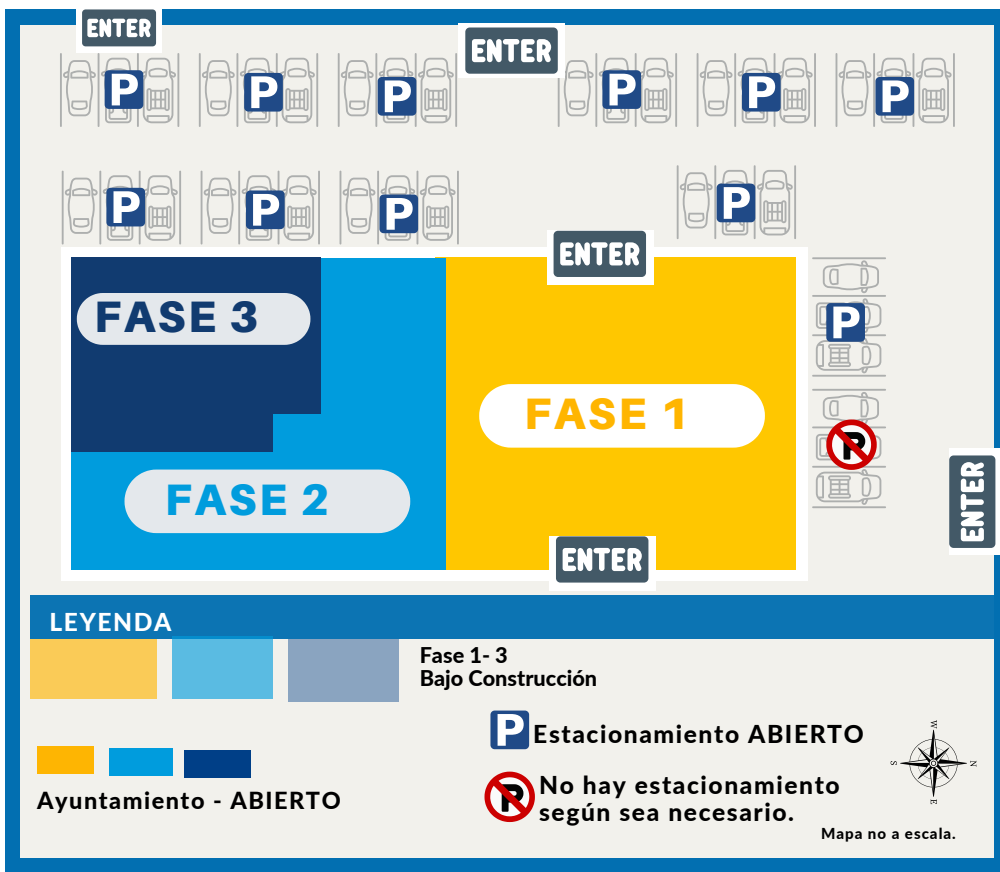 ENTER
ENTER
P P P P P P
P P P P
ENTER
FASE 3
P
FASE 1
P
ENTER
FASE 2
ENTER
LEYENDA
Fase 1- 3
Bajo Construcción
P Estacionamiento ABIERTO
W
S N
E
Ayuntamiento - ABIERTO
P No hay estacionamiento
según sea necesario.
Mapa no a escala.